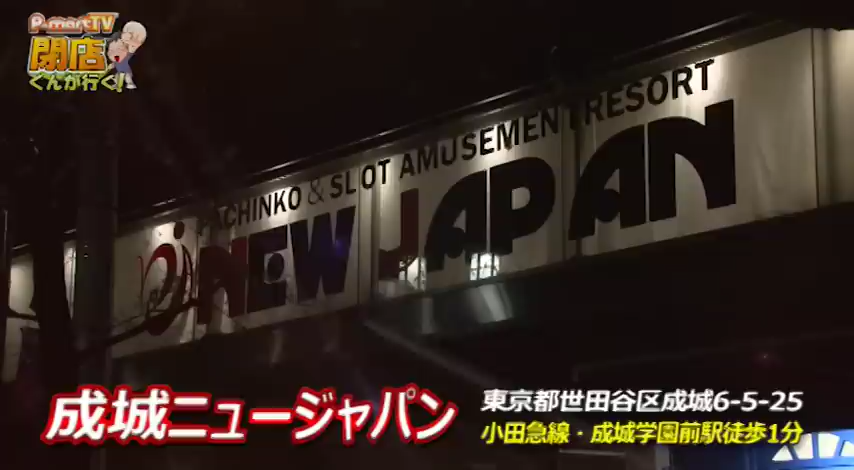 P-martTV
閉店
くんが行く!
PACHINKO & SLOT AMUSEMENT RESORT
NEW JAPAN
成城ニュージャパン
東京都世田谷区成城6-5-25
小田急線・成城学園前駅徒歩1分